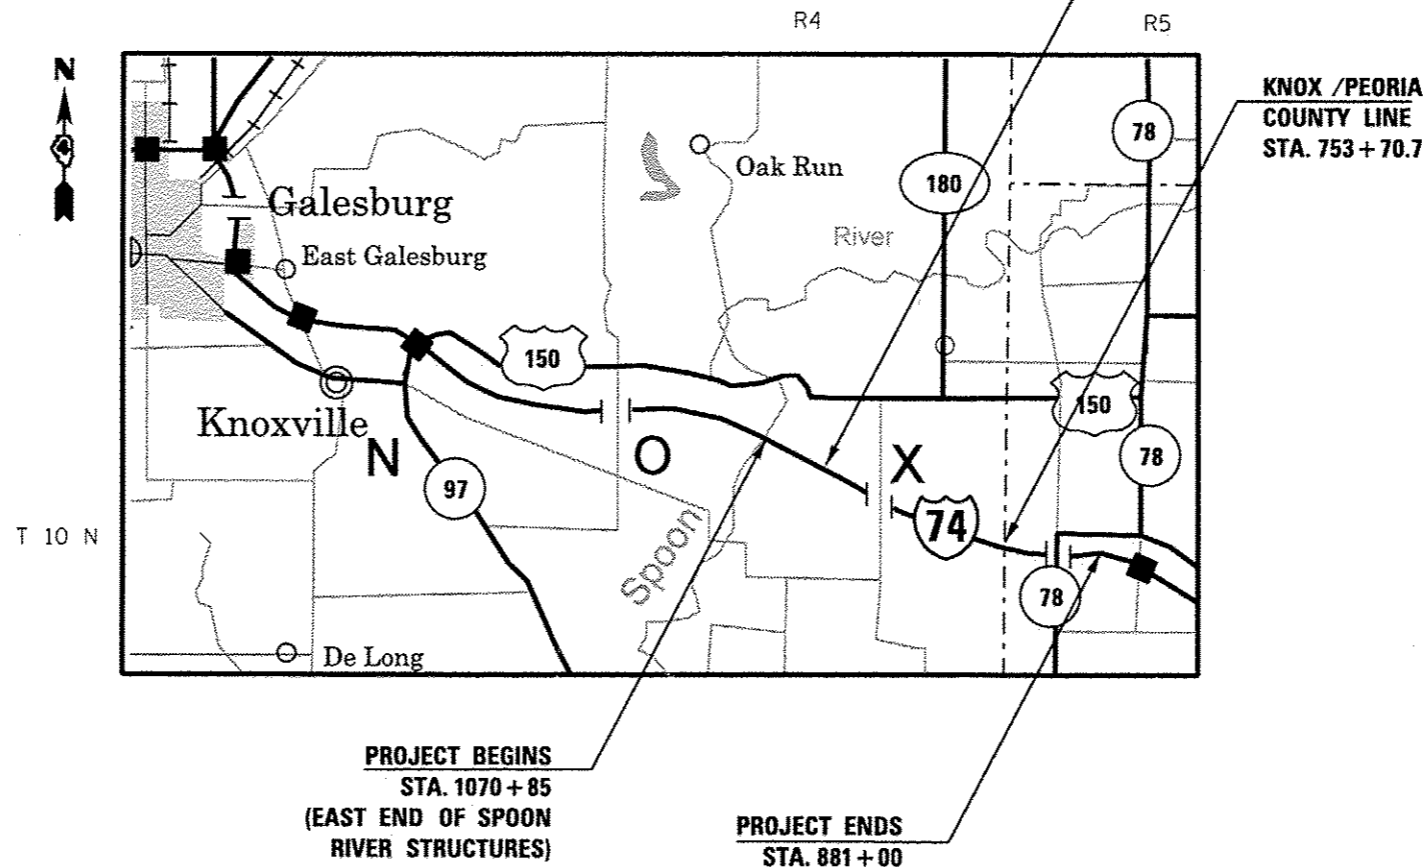 R4
R5
N
4
KNOX / PEORIA
COUNTY LINE
STA. 753 + 70.7
78
Oak Run
180
Galesburg
River
East Galesburg
150
150
Knoxville
N
O
X
78
97
74
T 10 N
Spoon
78
De Long
PROJECT BEGINS
STA. 1070 + 85
(EAST END OF SPOON
RIVER STRUCTURES)
PROJECT ENDS
STA. 881 + 00